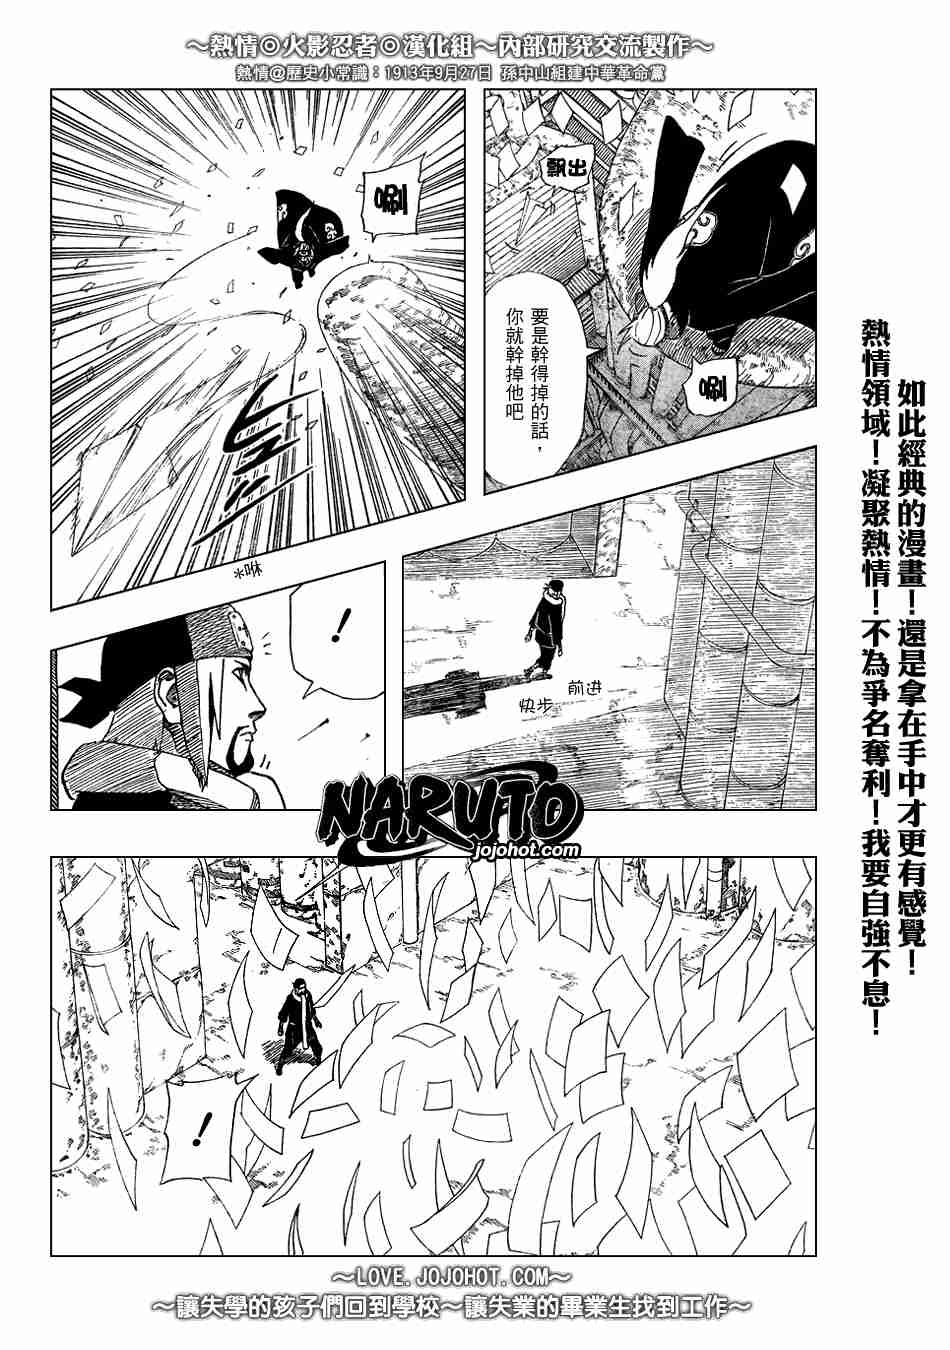 ～熱情◎火影忍者◎漢化組～內部研究交流製作～
熱情@歷史小常識：1913年9月27日 孫中山組建中華革命黨
飄出
要是幹得掉的話，
你就幹掉他吧
*咻
！
前进
快步
NARUTO
jojohot.com
！
如此經典的漫畫！還是拿在手中才更有感覺！
熱情領域！凝聚熱情！不為爭名奪利！我要自強不息！
～LOVE.JOJOHOT.COM～
～讓失學的孩子們回到學校～讓失業的畢業生找到工作～